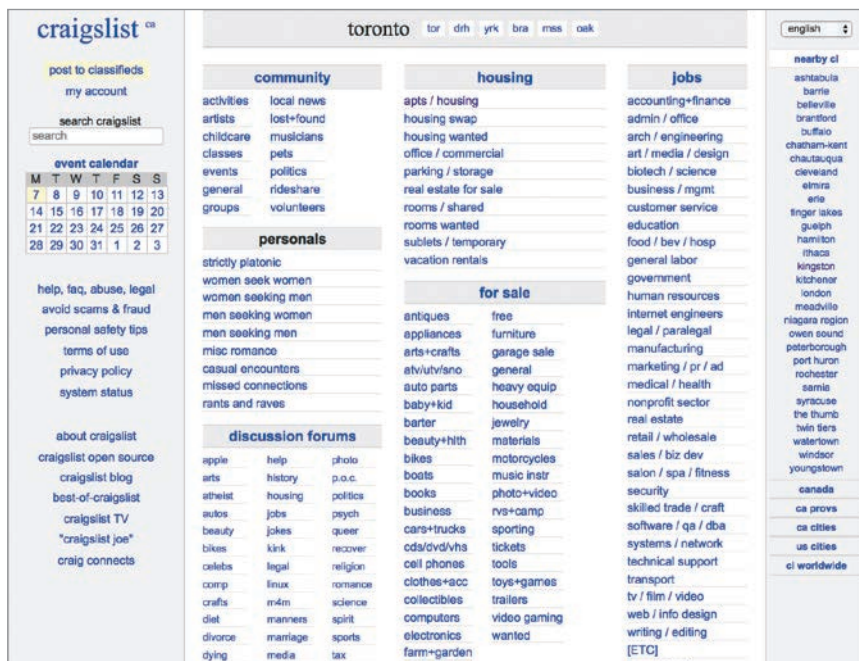 craigslist ca
post to classifieds
my account
search craigslist
search
event calendar
M T W T F S S
7 8 9 10 11 12 13
14 15 16 17 18 19 20
21 22 23 24 25 26 27
28 29 30 31 1 2 3
help, faq, abuse, legal
avoid scams & fraud
personal safety tips
terms of use
privacy policy
system status
about craigslist
craigslist open source
craigslist blog
best-of-craigslist
craigslist TV
"craigslist joe"
craig connects
toronto tor drh yrk bra mss oak
community
activities local news
artists lost+found
childcare musicians
classes pets
events politics
general rideshare
groups volunteers
personals
strictly platonic
women seek women
women seeking men
men seeking women
men seeking men
misc romance
casual encounters
missed connections
rants and raves
discussion forums
apple help photo
arts history p.o.c.
atheist housing politics
autos jobs psych
beauty jokes queer
bikes kink recover
celebs legal religion
comp linux romance
crafts m4m science
diet manners spirit
divorce marriage sports
dying media tax
housing
apts / housing
housing swap
housing wanted
office / commercial
parking / storage
real estate for sale
rooms / shared
rooms wanted
sublets / temporary
vacation rentals
for sale
antiques free
appliances furniture
arts+crafts garage sale
atv/utv/sno general
auto parts heavy equip
baby+kid household
barter jewelry
beauty+hlth materials
bikes motorcycles
boats music instr
books photo+video
business rvs+camp
cars+trucks sporting
cds/dvd/vhs tickets
cell phones tools
clothes+acc toys+games
collectibles trailers
computers video gaming
electronics wanted
farm+garden
jobs
accounting+finance
admin / office
arch / engineering
art / media / design
biotech / science
business / mgmt
customer service
education
food / bev / hosp
general labor
government
human resources
internet engineers
legal / paralegal
manufacturing
marketing / pr / ad
medical / health
nonprofit sector
real estate
retail / wholesale
sales / biz dev
salon / spa / fitness
security
skilled trade / craft
software / qa / dba
systems / network
technical support
transport
tv / film / video
web / info design
writing / editing
[ETC]
english
nearby cl
ashtabula
barrie
belleville
brantford
buffalo
chatham-kent
chautauqua
cleveland
elmira
erie
finger lakes
guelph
hamilton
ithaca
kingston
kitchener
london
meadville
niagara region
owen sound
peterborough
port huron
rochester
sarnia
syracuse
the thumb
twin tiers
watertown
windsor
youngstown
canada
ca provs
ca cities
us cities
cl worldwide